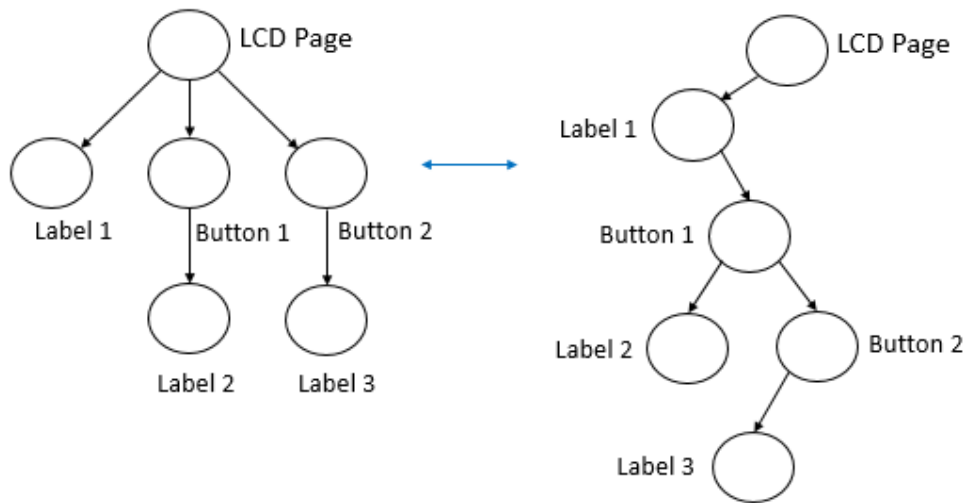 LCD Page
Label 1
Button 1
Button 2
Label 2
Label 3
LCD Page
Label 1
Button 1
Label 2
Button 2
Label 3